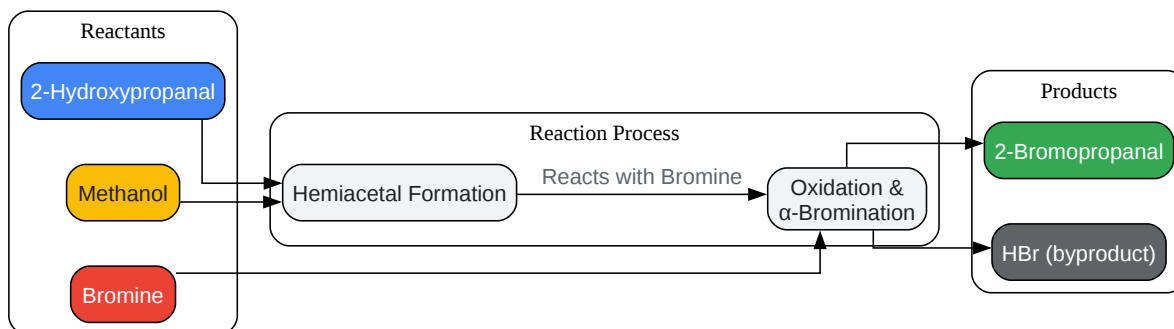 Reactants
2-Hydroxypropanal
Methanol
Bromine
Reaction Process
Hemiacetal Formation
Reacts with Bromine
Oxidation &
α-Bromination
Products
2-Bromopropanal
HBr (byproduct)